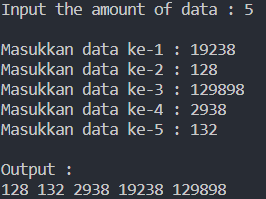 Input the amount of data : 5
Masukkan data ke-1 : 19238
Masukkan data ke-2 : 128
Masukkan data ke-3 : 129898
Masukkan data ke-4 : 2938
Masukkan data ke-5 : 132
Output :
128 132 2938 19238 129898